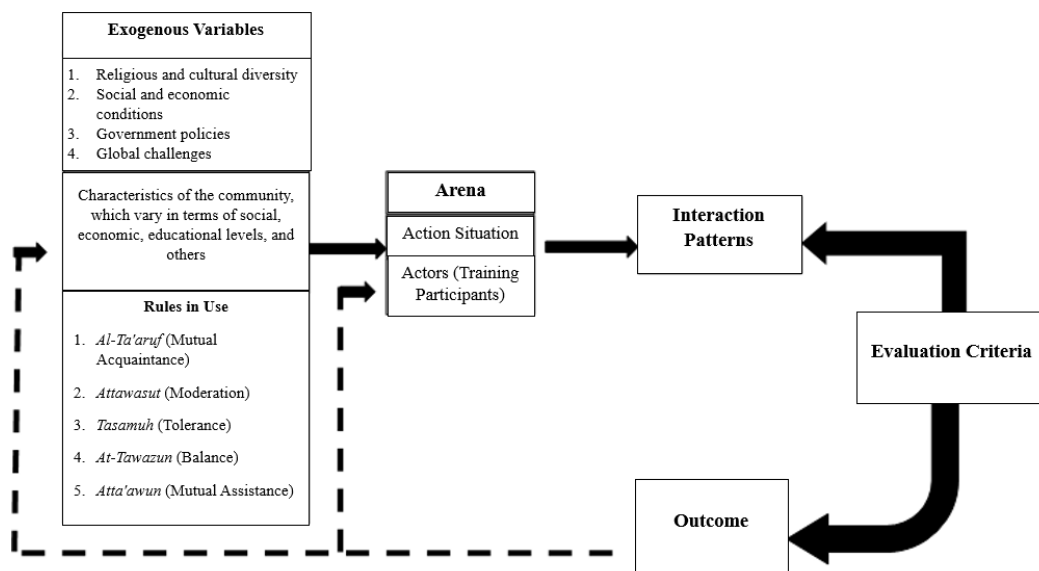 Exogenous Variables
1. Religious and cultural diversity
2. Social and economic
conditions
3. Government policies
4. Global challenges
Characteristics of the community,
which vary in terms of social,
economic, educational levels, and
others
Rules in Use
1. Al-Ta'aruf (Mutual
Acquaintance)
2. Attawasut (Moderation)
3. Tasamuh (Tolerance)
4. At-Tawazun (Balance)
5. Atta'awun (Mutual Assistance)
Arena
Action Situation
Actors (Training
Participants)
Interaction
Patterns
Evaluation Criteria
Outcome